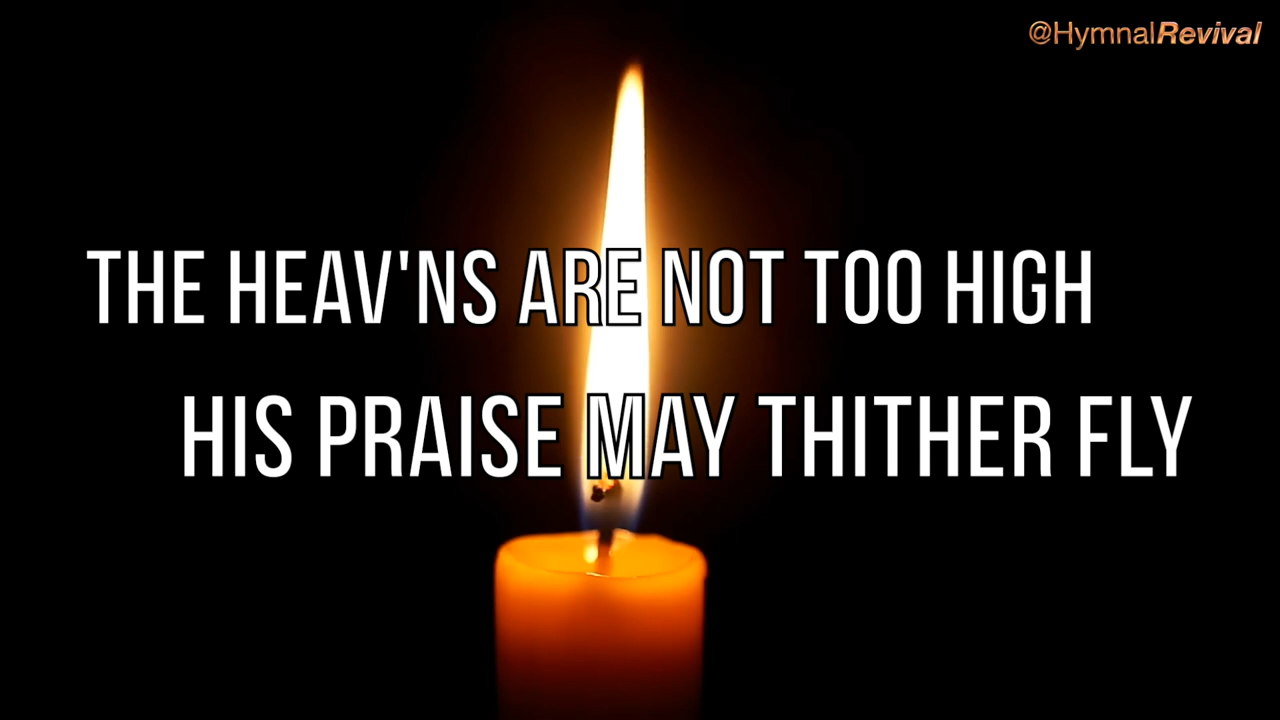 @HymnalRevival
THE HEAV'NS ARE NOT TOO HIGH
HIS PRAISE MAY THITHER FLY